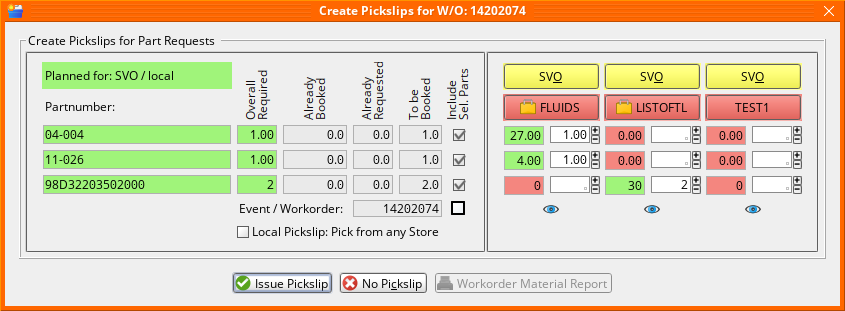 Create Pickslips for W/O: 14202074
Create Pickslips for Part Requests
Planned for: SVO / local
Partnumber:
Overall Required
Already Booked
Already Requested
To be Booked
Include Sel. Parts
04-004 1.00 0.0 0.0 1.0
11-026 1.00 0.0 0.0 1.0
98D32203502000 2 0.0 0.0 2.0
Event / Workorder: 14202074
Local Pickslip: Pick from any Store
SVO SVO SVO
FLUIDS LISTOFTL TEST1
27.00 1.00 0.00 0.00
4.00 1.00 0.00 0.00
0 30 2 0
Issue Pickslip No Pickslip Workorder Material Report